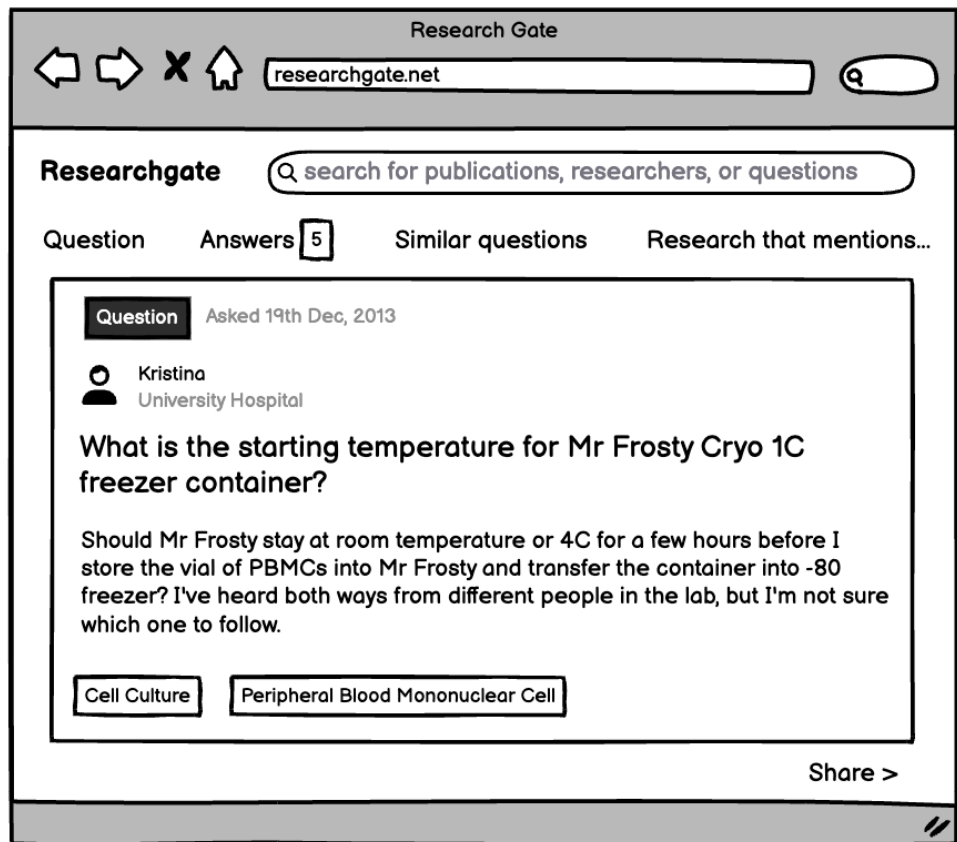 Research Gate
researchgate.net
Researchgate
search for publications, researchers, or questions
Question
Answers 5
Similar questions
Research that mentions...
Question
Asked 19th Dec, 2013
Kristina
University Hospital
What is the starting temperature for Mr Frosty Cryo 1C
freezer container?
Should Mr Frosty stay at room temperature or 4C for a few hours before I
store the vial of PBMCs into Mr Frosty and transfer the container into -80
freezer? I've heard both ways from different people in the lab, but I'm not sure
which one to follow.
Cell Culture
Peripheral Blood Mononuclear Cell
Share >